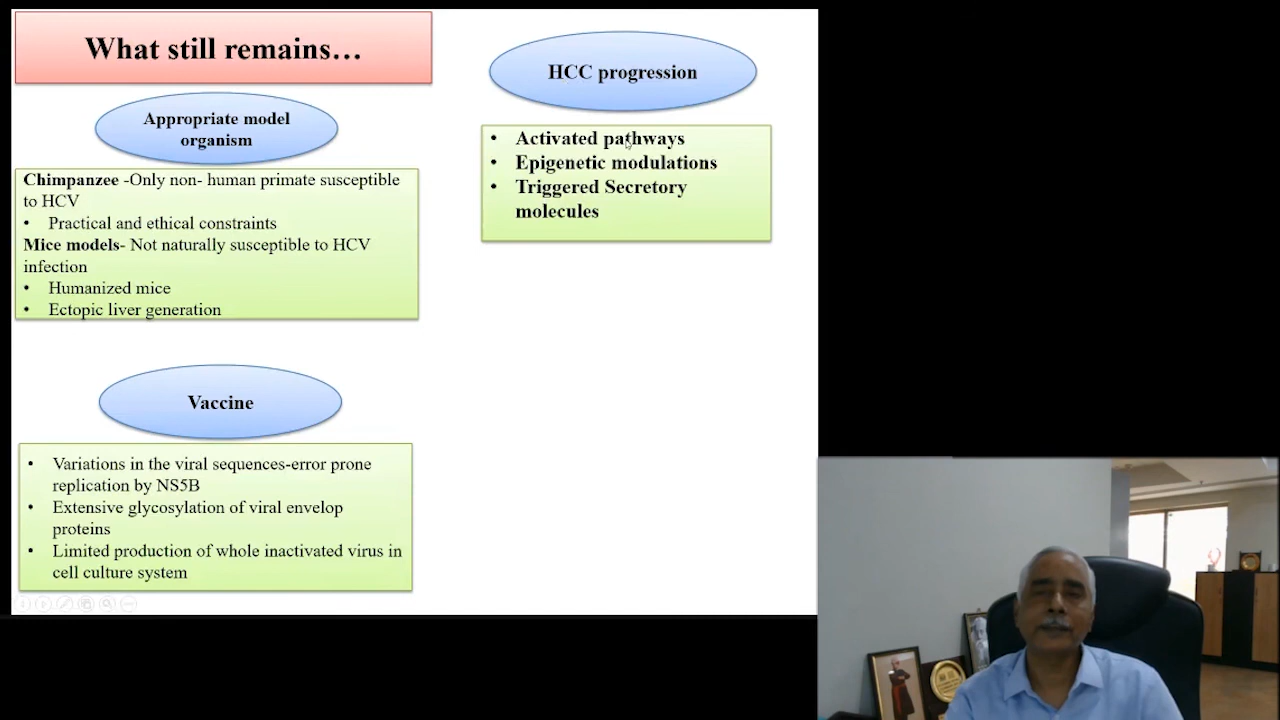 What still remains…
Appropriate model
organism
Chimpanzee -Only non- human primate susceptible
to HCV
• Practical and ethical constraints
Mice models- Not naturally susceptible to HCV
infection
• Humanized mice
• Ectopic liver generation
Vaccine
• Variations in the viral sequences-error prone
replication by NS5B
• Extensive glycosylation of viral envelop
proteins
• Limited production of whole inactivated virus in
cell culture system
HCC progression
• Activated pathways
• Epigenetic modulations
• Triggered Secretory
molecules